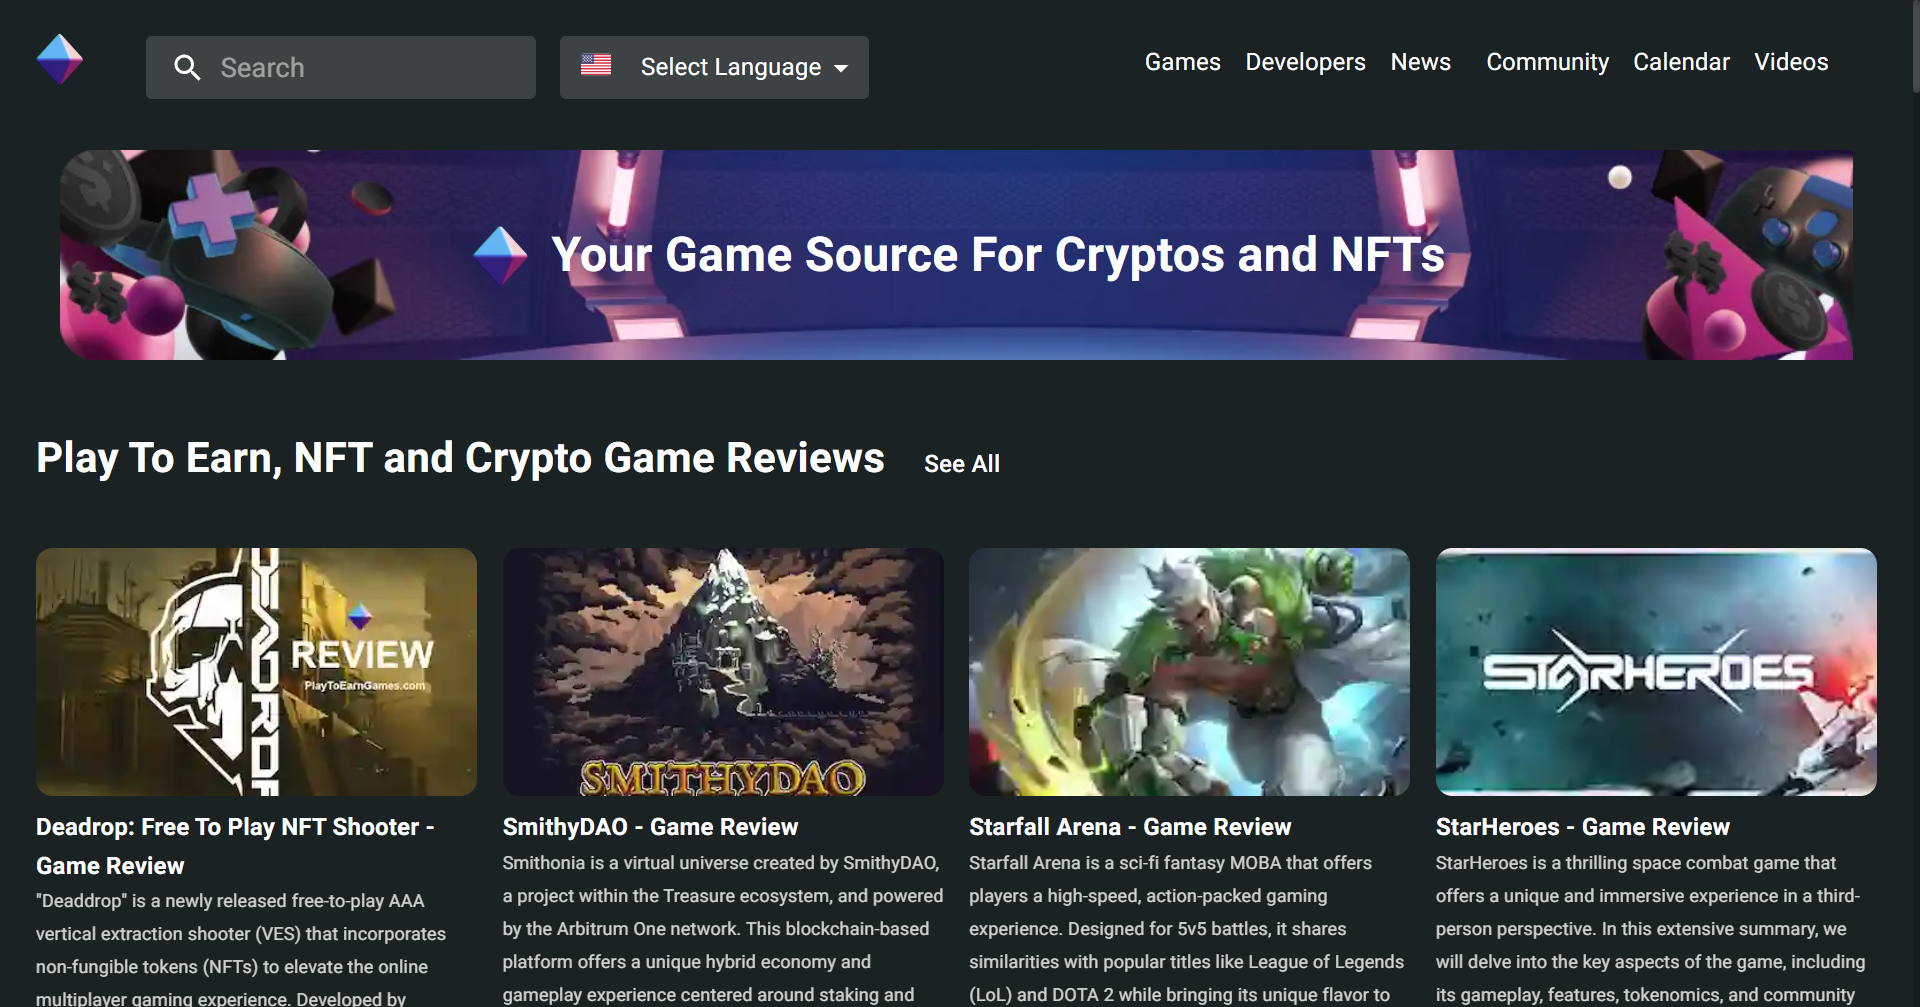 Search
Select Language
Games Developers News Community Calendar Videos
Your Game Source For Cryptos and NFTs
Play To Earn, NFT and Crypto Game Reviews See All
DEADROP
REVIEW
PlayToEarnGames.com
SMITHYDAO
STARHEROES
Deadrop: Free To Play NFT Shooter -
Game Review
"Deaddrop" is a newly released free-to-play AAA
vertical extraction shooter (VES) that incorporates
non-fungible tokens (NFTs) to elevate the online
multiplayer gaming experience. Developed by
SmithyDAO - Game Review
Smithonia is a virtual universe created by SmithyDAO,
a project within the Treasure ecosystem, and powered
by the Arbitrum One network. This blockchain-based
platform offers a unique hybrid economy and
gameplay experience centered around staking and
Starfall Arena - Game Review
Starfall Arena is a sci-fi fantasy MOBA that offers
players a high-speed, action-packed gaming
experience. Designed for 5v5 battles, it shares
similarities with popular titles like League of Legends
(LoL) and DOTA 2 while bringing its unique flavor to
StarHeroes - Game Review
StarHeroes is a thrilling space combat game that
offers a unique and immersive experience in a third-
person perspective. In this extensive summary, we
will delve into the key aspects of the game, including
its gameplay, features, tokenomics, and community